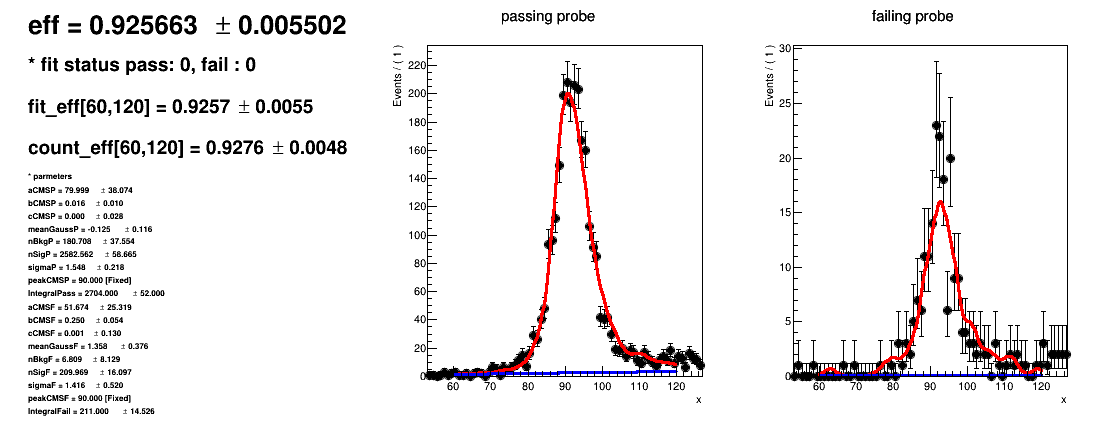 eff = 0.925663 ± 0.005502
* fit status pass: 0, fail : 0
fit_eff[60,120] = 0.9257 ± 0.0055
count_eff[60,120] = 0.9276 ± 0.0048
* parmeters
aCMSP = 79.999 ± 38.074
bCMSP = 0.016 ± 0.010
cCMSP = 0.000 ± 0.028
meanGaussP = -0.125 ± 0.116
nBkgP = 180.708 ± 37.554
nSigP = 2582.562 ± 56.665
sigmaP = 1.548 ± 0.218
peakCMSP = 90.000 [Fixed]
IntegralPass = 2704.000 ± 52.000
aCMSF = 51.674 ± 25.319
bCMSF = 0.250 ± 0.054
cCMSF = 0.001 ± 0.130
meanGaussF = 1.358 ± 0.376
nBkgF = 6.809 ± 8.129
nSigF = 209.969 ± 16.097
sigmaF = 1.416 ± 0.520
peakCMSF = 90.000 [Fixed]
IntegralFail = 211.000 ± 14.526
passing probe
Events / ( 1 )
220
200
180
160
140
120
100
80
60
40
20
0
60 70 80 90 100 110 120
x
failing probe
Events / ( 1 )
30
25
20
15
10
5
0
60 70 80 90 100 110 120
x